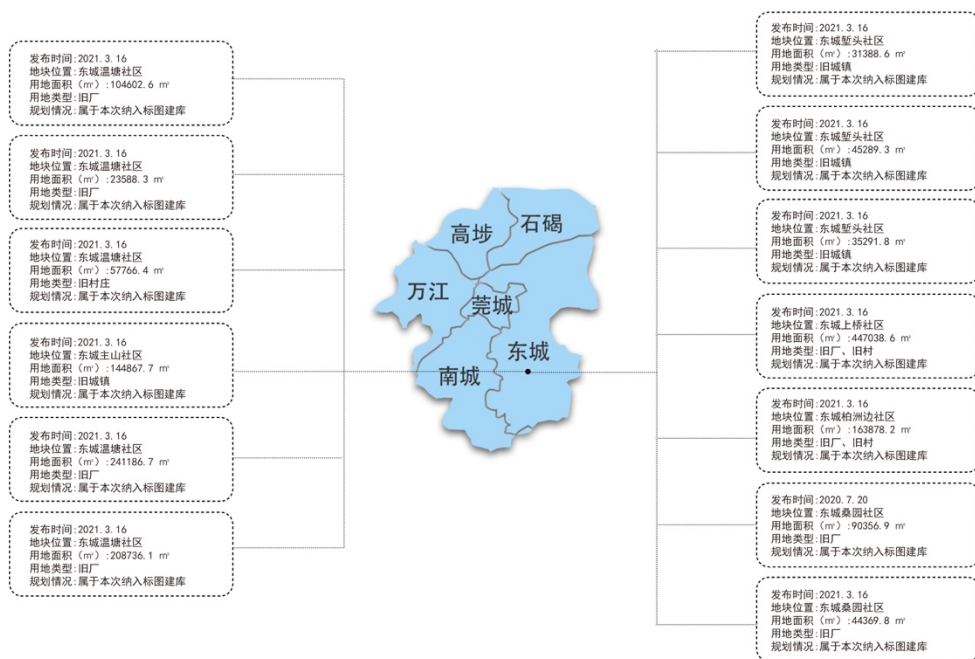 发布时间:2021.3.16
地块位置:东城温塘社区
用地面积（㎡）:104602.6 ㎡
用地类型:旧厂
规划情况:属于本次纳入标图建库
发布时间:2021.3.16
地块位置:东城温塘社区
用地面积（㎡）:23588.3 ㎡
用地类型:旧厂
规划情况:属于本次纳入标图建库
发布时间:2021.3.16
地块位置:东城温塘社区
用地面积（㎡）:57766.4 ㎡
用地类型:旧村庄
规划情况:属于本次纳入标图建库
发布时间:2021.3.16
地块位置:东城主山社区
用地面积（㎡）:144867.7 ㎡
用地类型:旧城镇
规划情况:属于本次纳入标图建库
发布时间:2021.3.16
地块位置:东城温塘社区
用地面积（㎡）:241186.7 ㎡
用地类型:旧厂
规划情况:属于本次纳入标图建库
发布时间:2021.3.16
地块位置:东城温塘社区
用地面积（㎡）:208736.1 ㎡
用地类型:旧厂
规划情况:属于本次纳入标图建库
高埗
石碣
万江
莞城
东城
南城
发布时间:2021.3.16
地块位置:东城堑头社区
用地面积（㎡）:31388.6 ㎡
用地类型:旧城镇
规划情况:属于本次纳入标图建库
发布时间:2021.3.16
地块位置:东城堑头社区
用地面积（㎡）:45289.3 ㎡
用地类型:旧城镇
规划情况:属于本次纳入标图建库
发布时间:2021.3.16
地块位置:东城堑头社区
用地面积（㎡）:35291.8 ㎡
用地类型:旧城镇
规划情况:属于本次纳入标图建库
发布时间:2021.3.16
地块位置:东城上桥社区
用地面积（㎡）:447038.6 ㎡
用地类型:旧厂、旧村
规划情况:属于本次纳入标图建库
发布时间:2021.3.16
地块位置:东城柏洲边社区
用地面积（㎡）:163878.2 ㎡
用地类型:旧厂、旧村
规划情况:属于本次纳入标图建库
发布时间:2020.7.20
地块位置:东城桑园社区
用地面积（㎡）:90356.9 ㎡
用地类型:旧厂
规划情况:属于本次纳入标图建库
发布时间:2021.3.16
地块位置:东城桑园社区
用地面积（㎡）:44369.8 ㎡
用地类型:旧厂
规划情况:属于本次纳入标图建库